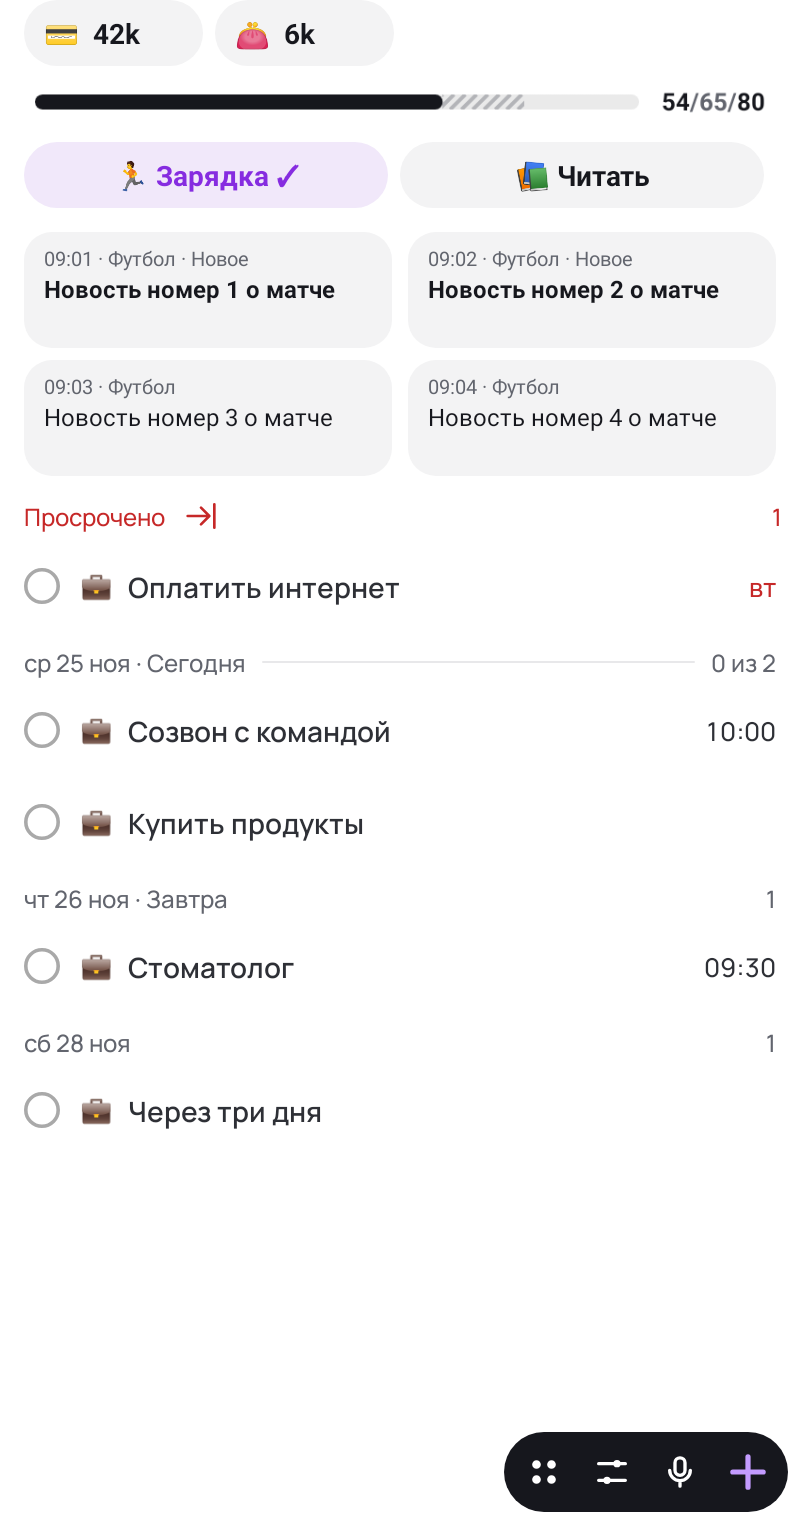 42k 6k
54/65/80
Зарядка ✓ Читать
09:01 · Футбол · Новое
Новость номер 1 о матче
09:02 · Футбол · Новое
Новость номер 2 о матче
09:03 · Футбол
Новость номер 3 о матче
09:04 · Футбол
Новость номер 4 о матче
Просрочено 1
Оплатить интернет вт
ср 25 ноя · Сегодня 0 из 2
Созвон с командой 10:00
Купить продукты
чт 26 ноя · Завтра 1
Стоматолог 09:30
сб 28 ноя 1
Через три дня